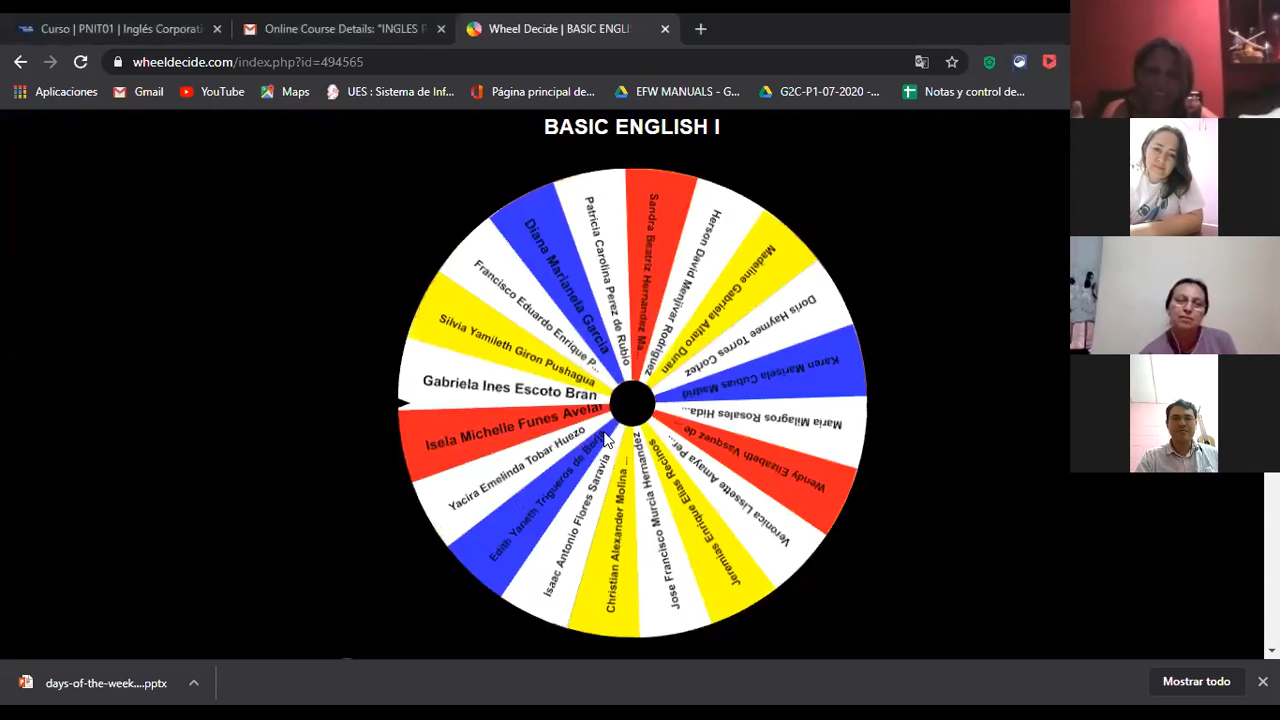 Curso | PNIT01 | Inglés Corporati
Online Course Details: "INGLES P
Wheel Decide | BASIC ENGLI
wheeldecide.com/index.php?id=494565
Aplicaciones
Gmail
YouTube
Maps
UES : Sistema de Inf...
Página principal de...
EFW MANUALS - G...
G2C-P1-07-2020 -...
Notas y control de...
BASIC ENGLISH I
Sandra Beatriz Hernandez Ma...
Herson David Menjivar Rodriguez
Madeline Gabriela Alfaro Duran
Doris Haymee Torres Cortez
Karen Marisela Cubias Madrid
Maria Milagros Rosales Hida...
Wendy Elizabeth Vasquez de ...
Veronica Lissette Amaya Per...
Jeremias Enrique Elias Recinos
Jose Francisco Murcia Hernandez
Christian Alexander Molina ...
Isaac Antonio Flores Saravia
Edith Yaneth Trigueros de Borja
Yacira Emelinda Tobar Huezo
Isela Michelle Funes Avelar
Gabriela Ines Escoto Bran
Silvia Yamileth Giron Pushagua
Francisco Eduardo Enrique P...
Diana Marianela Garcia
Patricia Carolina Perez de Rubio
days-of-the-week....pptx
Mostrar todo